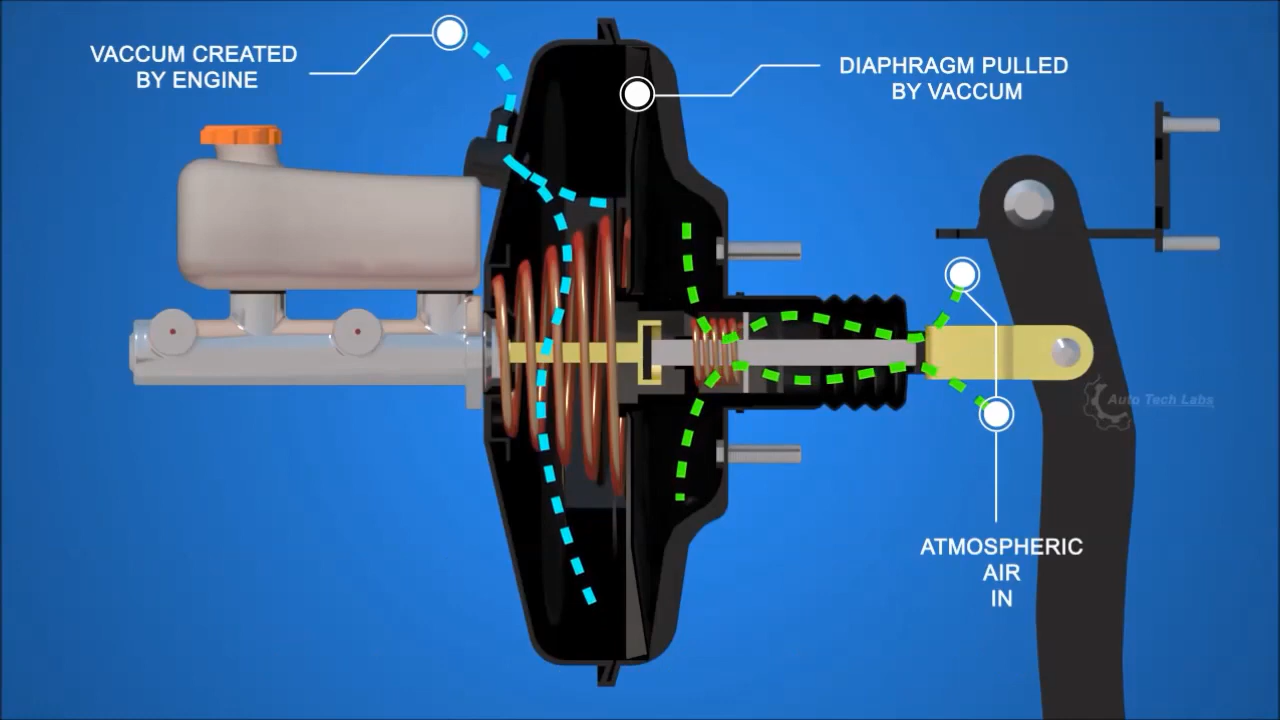 VACCUM CREATED
BY ENGINE
DIAPHRAGM PULLED
BY VACCUM
Auto Tech Labs
ATMOSPHERIC
AIR
IN